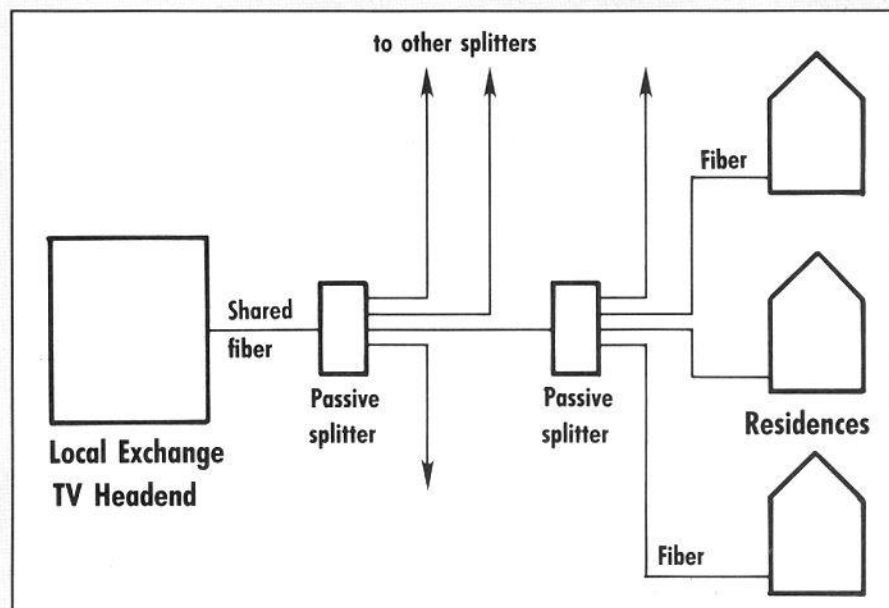 to other splitters
Fiber
Shared
fiber
Passive
splitter
Passive
splitter
Residences
Local Exchange
TV Headend
Fiber